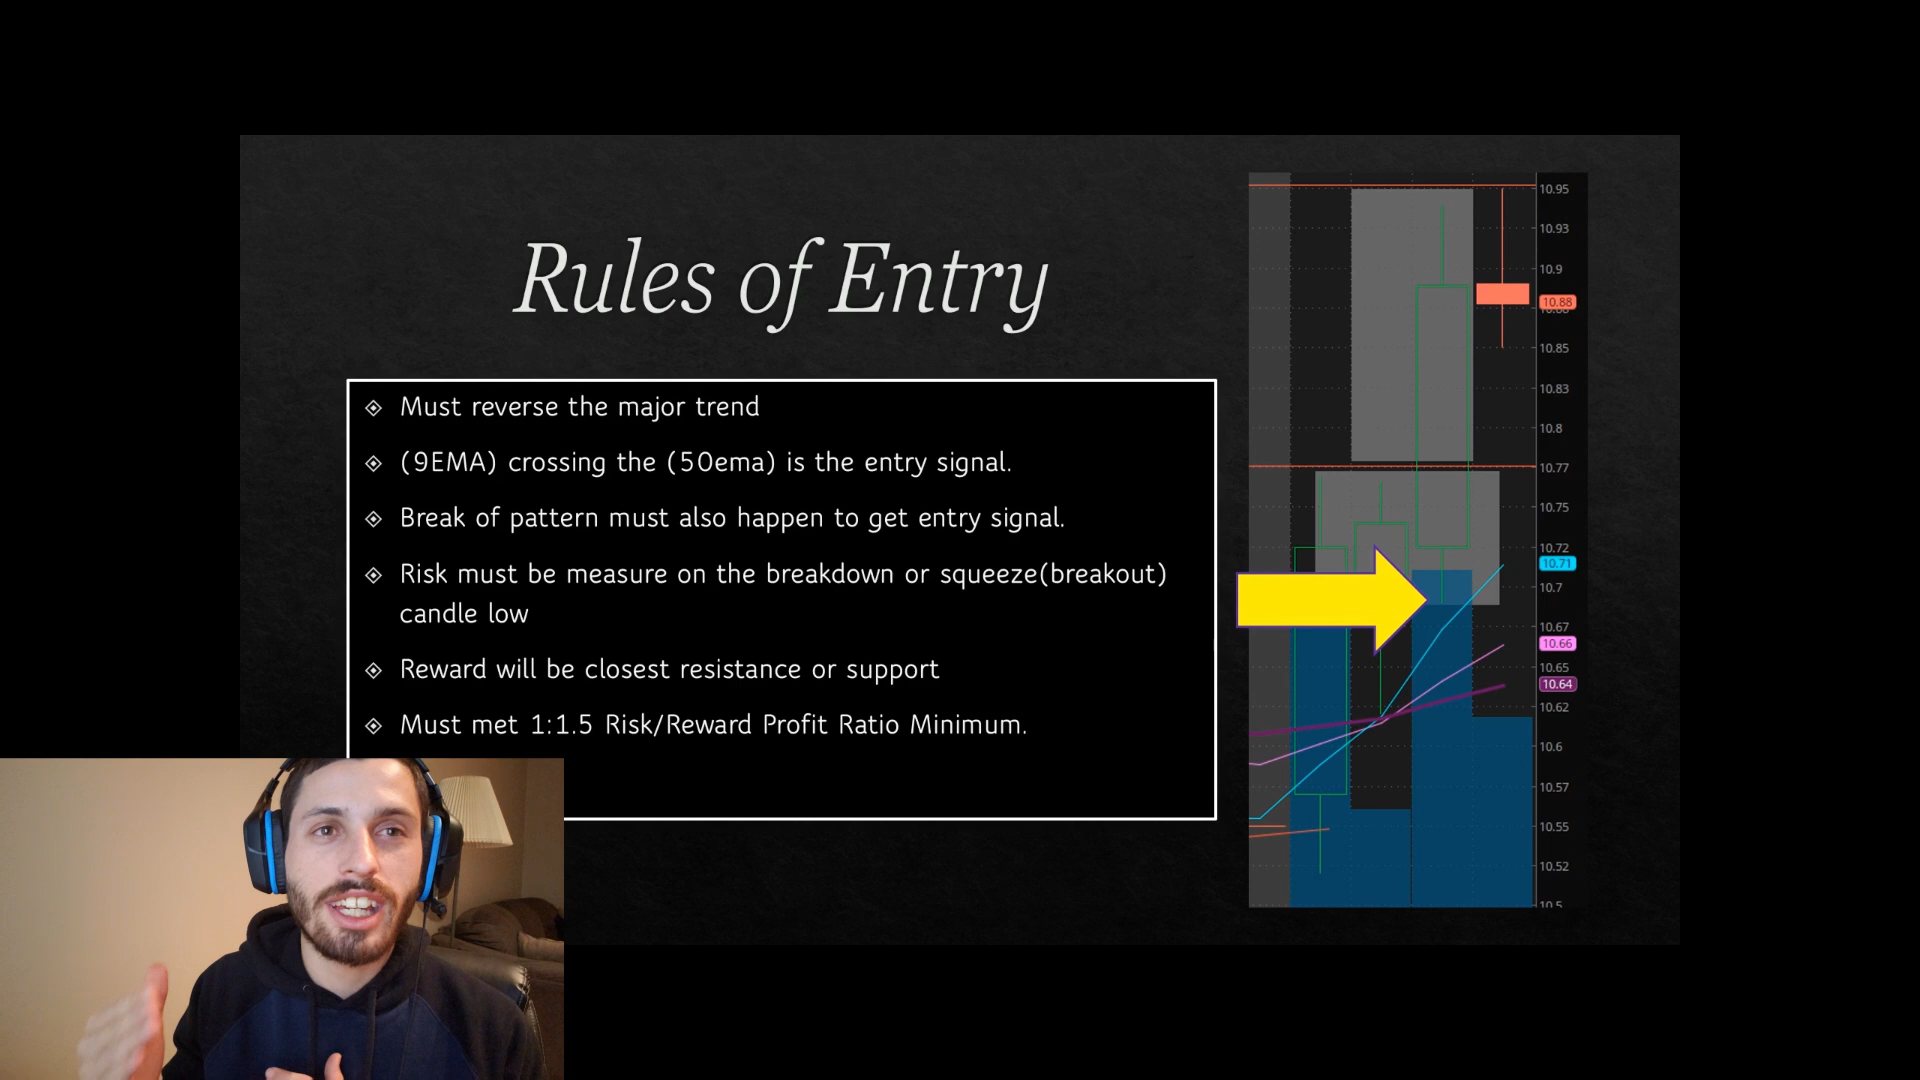 Rules of Entry
Must reverse the major trend
(9EMA) crossing the (50ema) is the entry signal.
Break of pattern must also happen to get entry signal.
Risk must be measure on the breakdown or squeeze(breakout)
candle low
Reward will be closest resistance or support
Must met 1:1.5 Risk/Reward Profit Ratio Minimum.
10.95
10.93
10.9
10.88
10.85
10.83
10.8
10.77
10.75
10.72
10.71
10.7
10.67
10.66
10.65
10.64
10.62
10.6
10.57
10.55
10.52
10.5